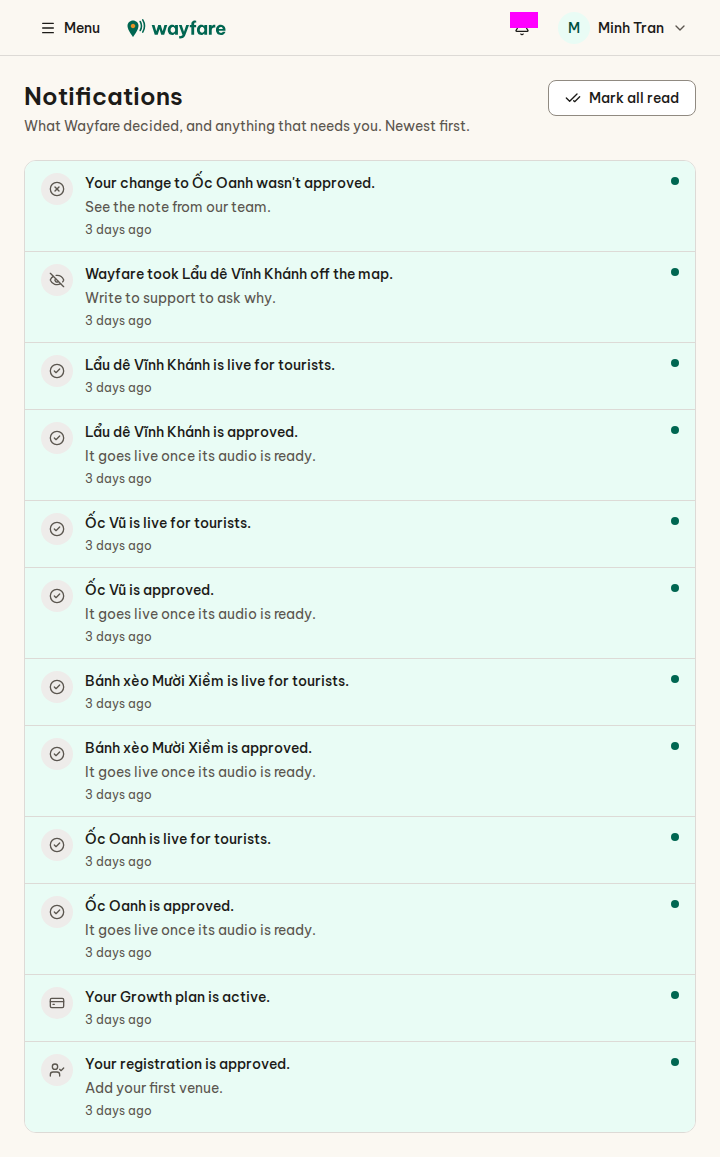 Menu
wayfare
M
Minh Tran
Notifications
Mark all read
What Wayfare decided, and anything that needs you. Newest first.
Your change to Ốc Oanh wasn't approved.
See the note from our team.
3 days ago
Wayfare took Lẩu dê Vĩnh Khánh off the map.
Write to support to ask why.
3 days ago
Lẩu dê Vĩnh Khánh is live for tourists.
3 days ago
Lẩu dê Vĩnh Khánh is approved.
It goes live once its audio is ready.
3 days ago
Ốc Vũ is live for tourists.
3 days ago
Ốc Vũ is approved.
It goes live once its audio is ready.
3 days ago
Bánh xèo Mười Xiềm is live for tourists.
3 days ago
Bánh xèo Mười Xiềm is approved.
It goes live once its audio is ready.
3 days ago
Ốc Oanh is live for tourists.
3 days ago
Ốc Oanh is approved.
It goes live once its audio is ready.
3 days ago
Your Growth plan is active.
3 days ago
Your registration is approved.
Add your first venue.
3 days ago